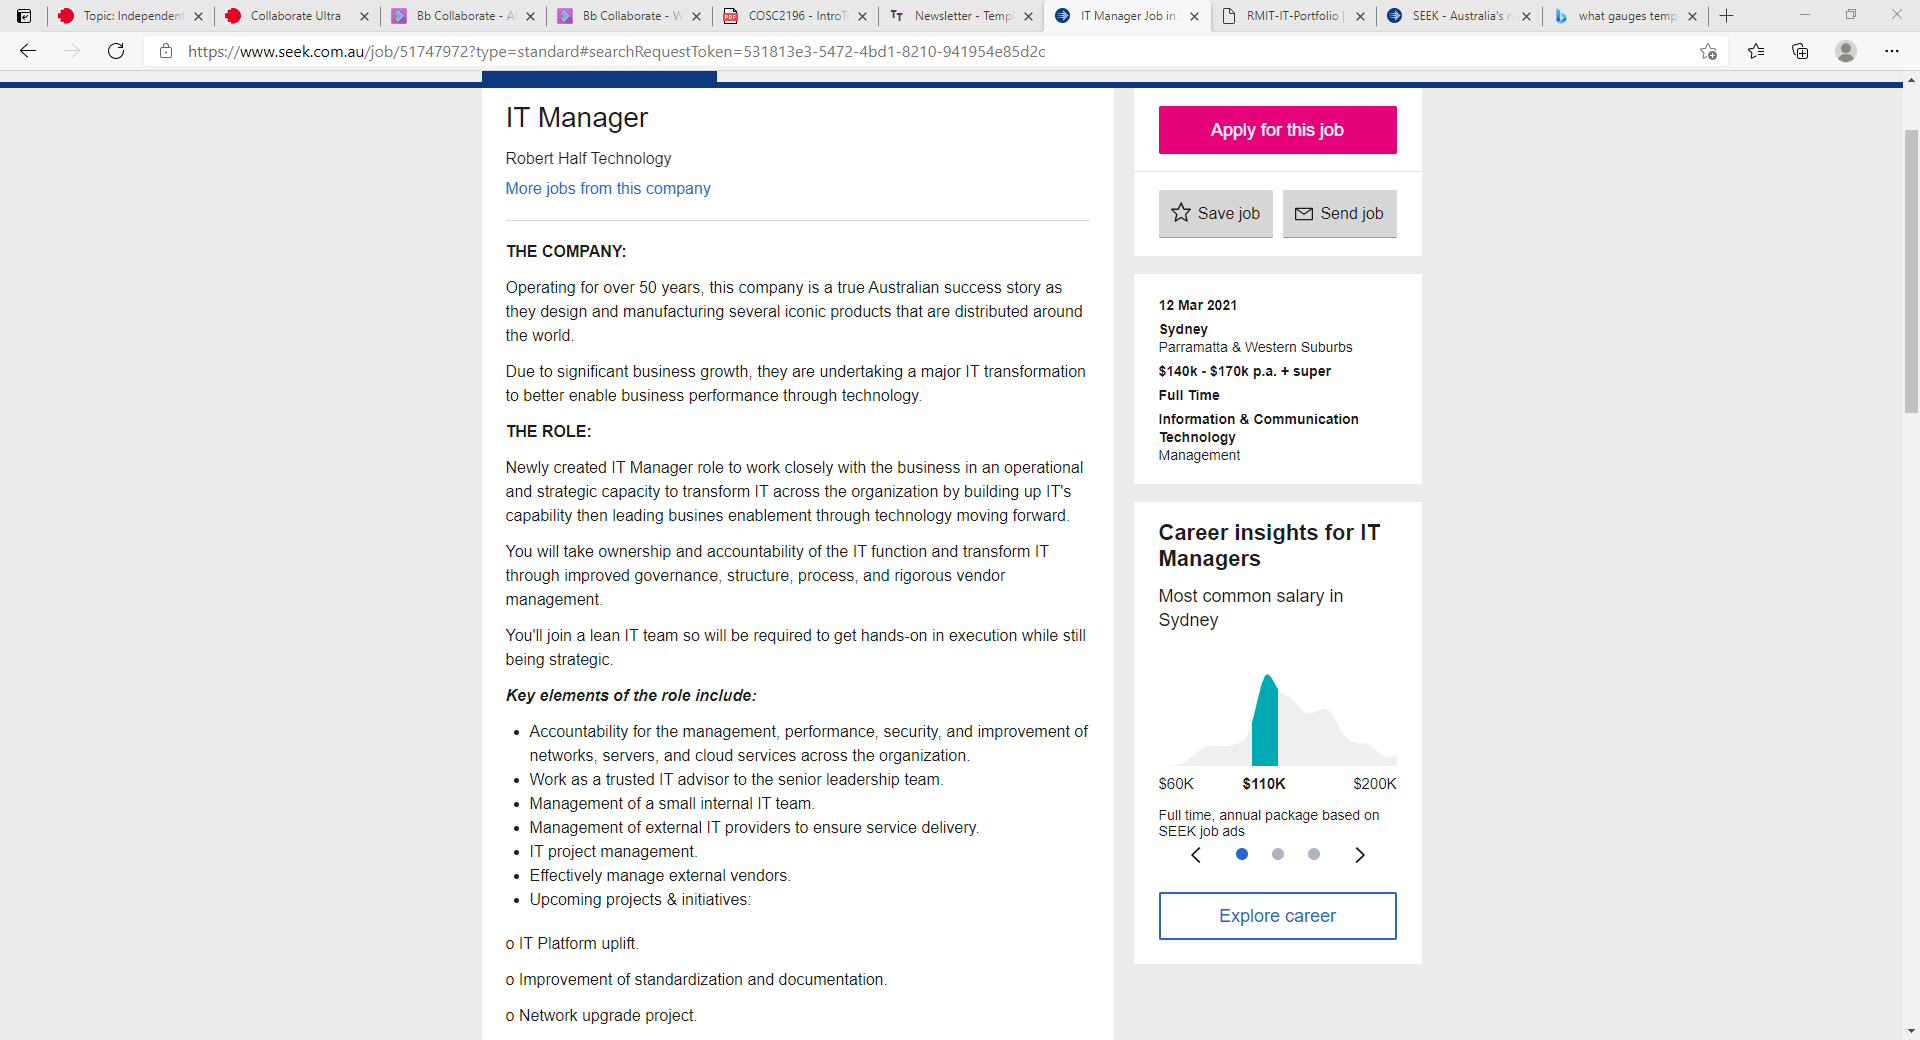 Topic: Independent
Collaborate Ultra
Bb Collaborate - A
Bb Collaborate - W
COSC2196 - IntroT
Newsletter - Templ
IT Manager Job in S
RMIT-IT-Portfolio |
SEEK - Australia's n
what gauges temp
https://www.seek.com.au/job/51747972?type=standard#searchRequestToken=531813e3-5472-4bd1-8210-941954e85d2c
IT Manager
Robert Half Technology
More jobs from this company
THE COMPANY:
Operating for over 50 years, this company is a true Australian success story as
they design and manufacturing several iconic products that are distributed around
the world.
Due to significant business growth, they are undertaking a major IT transformation
to better enable business performance through technology.
THE ROLE:
Newly created IT Manager role to work closely with the business in an operational
and strategic capacity to transform IT across the organization by building up IT's
capability then leading busines enablement through technology moving forward.
You will take ownership and accountability of the IT function and transform IT
through improved governance, structure, process, and rigorous vendor
management.
You'll join a lean IT team so will be required to get hands-on in execution while still
being strategic.
Key elements of the role include:
• Accountability for the management, performance, security, and improvement of
networks, servers, and cloud services across the organization.
• Work as a trusted IT advisor to the senior leadership team.
• Management of a small internal IT team.
• Management of external IT providers to ensure service delivery.
• IT project management.
• Effectively manage external vendors.
• Upcoming projects & initiatives:
o IT Platform uplift.
o Improvement of standardization and documentation.
o Network upgrade project.
Apply for this job
Save job
Send job
12 Mar 2021
Sydney
Parramatta & Western Suburbs
$140k - $170k p.a. + super
Full Time
Information & Communication
Technology
Management
Career insights for IT
Managers
Most common salary in
Sydney
$60K $110K $200K
Full time, annual package based on
SEEK job ads
Explore career